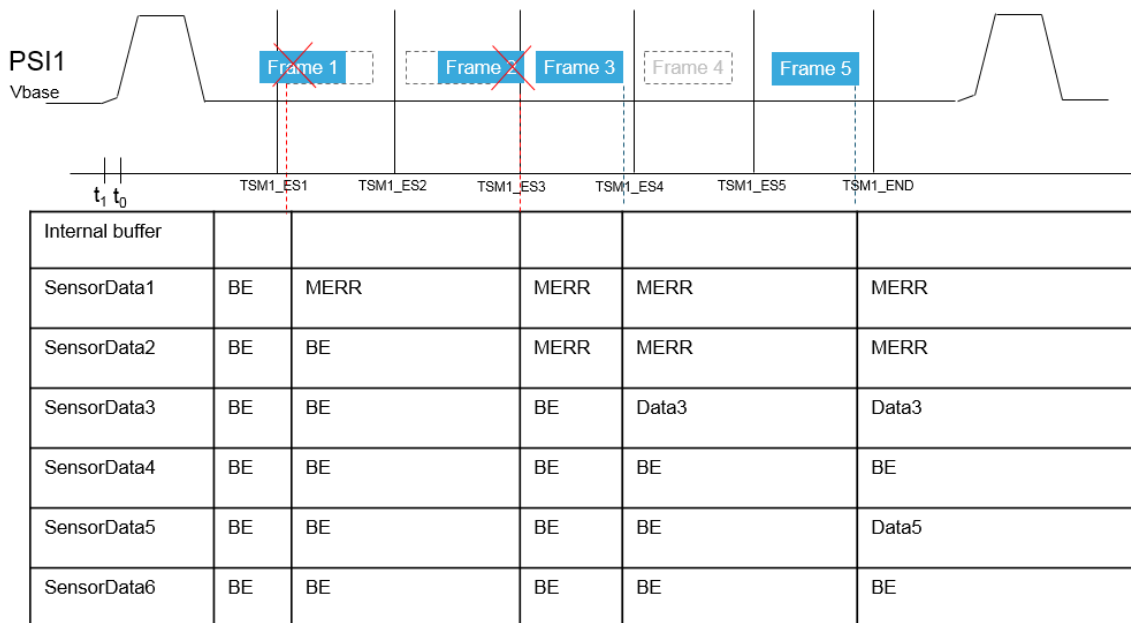 PSI1
Vbase
Frame 1
Frame 2
Frame 3
Frame 4
Frame 5
t1 t0
TSM1_ES1
TSM1_ES2
TSM1_ES3
TSM1_ES4
TSM1_ES5
TSM1_END
Internal buffer
SensorData1 BE MERR MERR MERR MERR
SensorData2 BE BE MERR MERR MERR
SensorData3 BE BE BE Data3 Data3
SensorData4 BE BE BE BE BE
SensorData5 BE BE BE BE Data5
SensorData6 BE BE BE BE BE